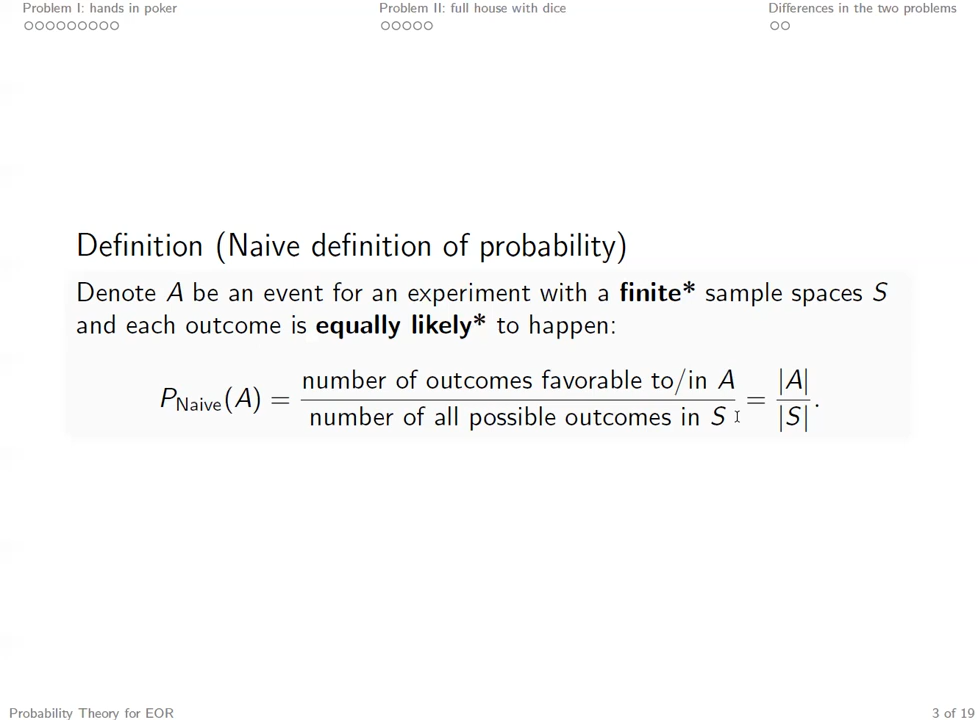 Problem I: hands in poker Problem II: full house with dice Differences in the two problems
Definition (Naive definition of probability)
Denote A be an event for an experiment with a finite* sample spaces S
and each outcome is equally likely* to happen:
P_Naive(A) = number of outcomes favorable to/in A / number of all possible outcomes in S = |A| / |S|.
Probability Theory for EOR 3 of 19